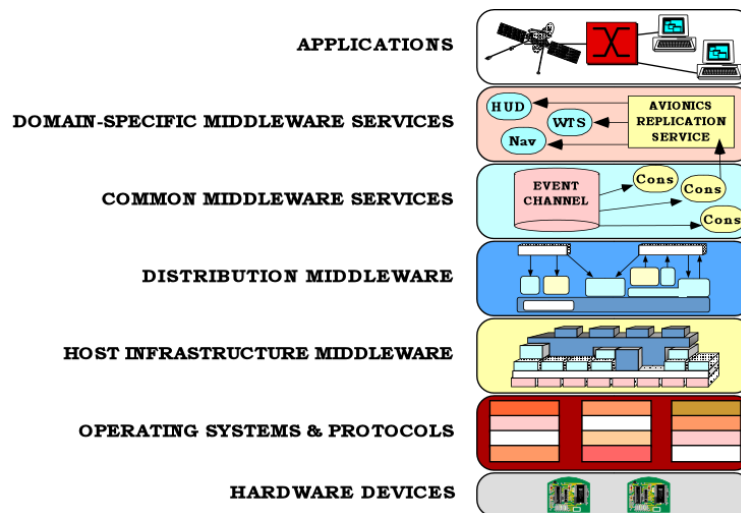 APPLICATIONS
DOMAIN-SPECIFIC MIDDLEWARE SERVICES
HUD
WTS
Nav
AVIONICS
REPLICATION
SERVICE
COMMON MIDDLEWARE SERVICES
EVENT
CHANNEL
Cons
Cons
Cons
DISTRIBUTION MIDDLEWARE
HOST INFRASTRUCTURE MIDDLEWARE
OPERATING SYSTEMS & PROTOCOLS
HARDWARE DEVICES